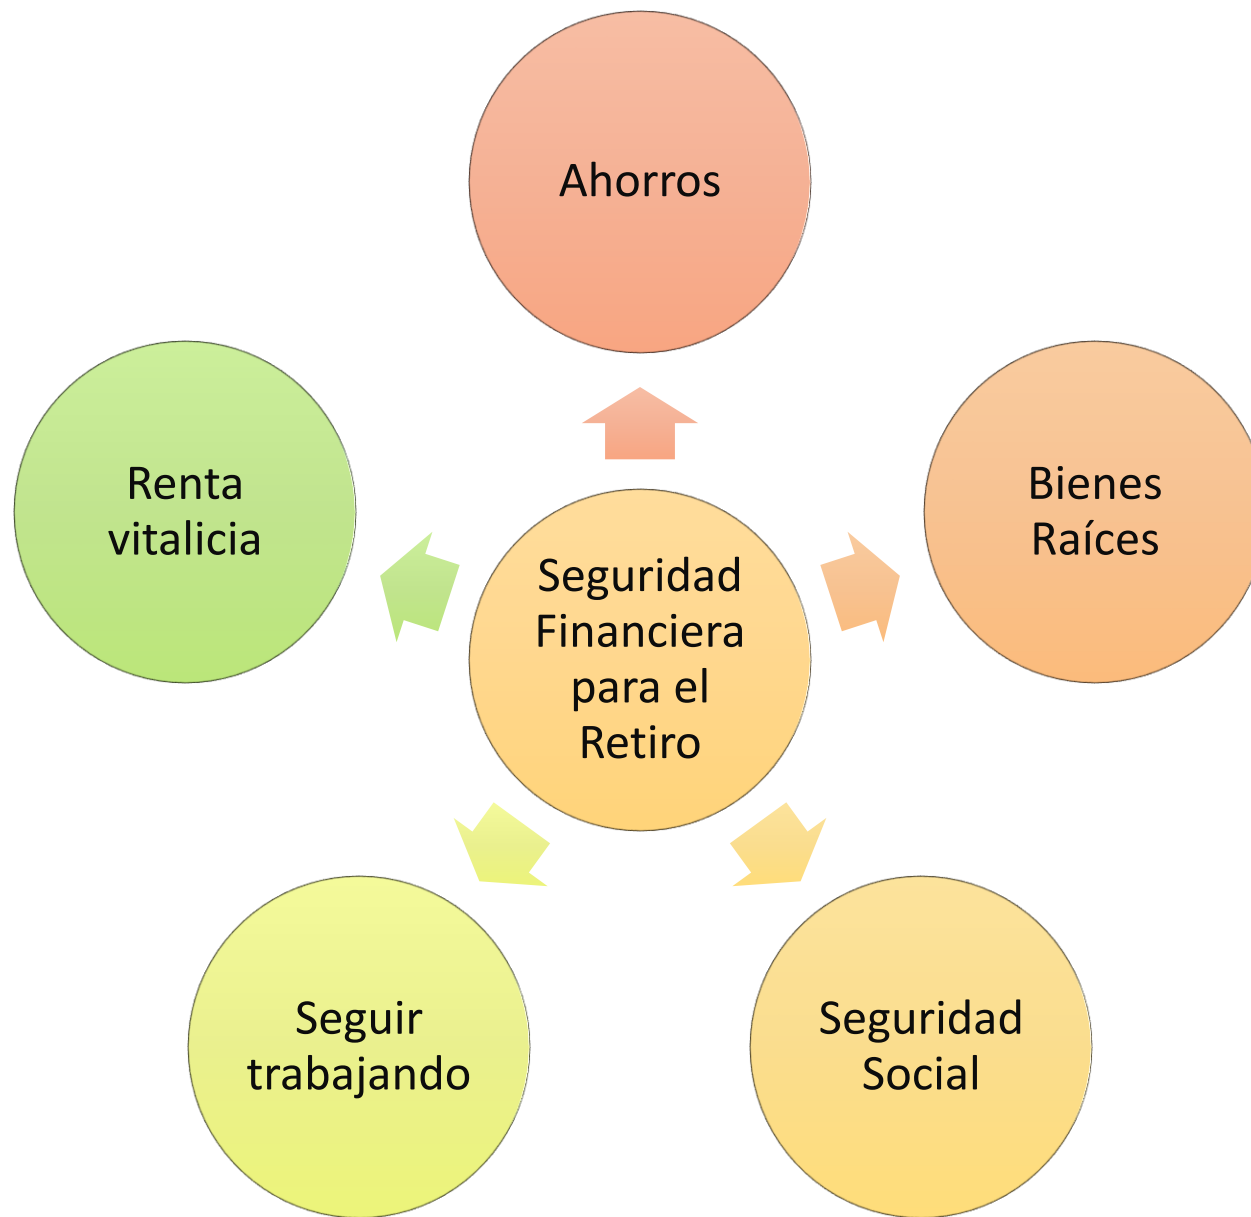 Ahorros
Renta
vitalicia
Bienes
Raíces
Seguridad
Financiera
para el
Retiro
Seguir
trabajando
Seguridad
Social